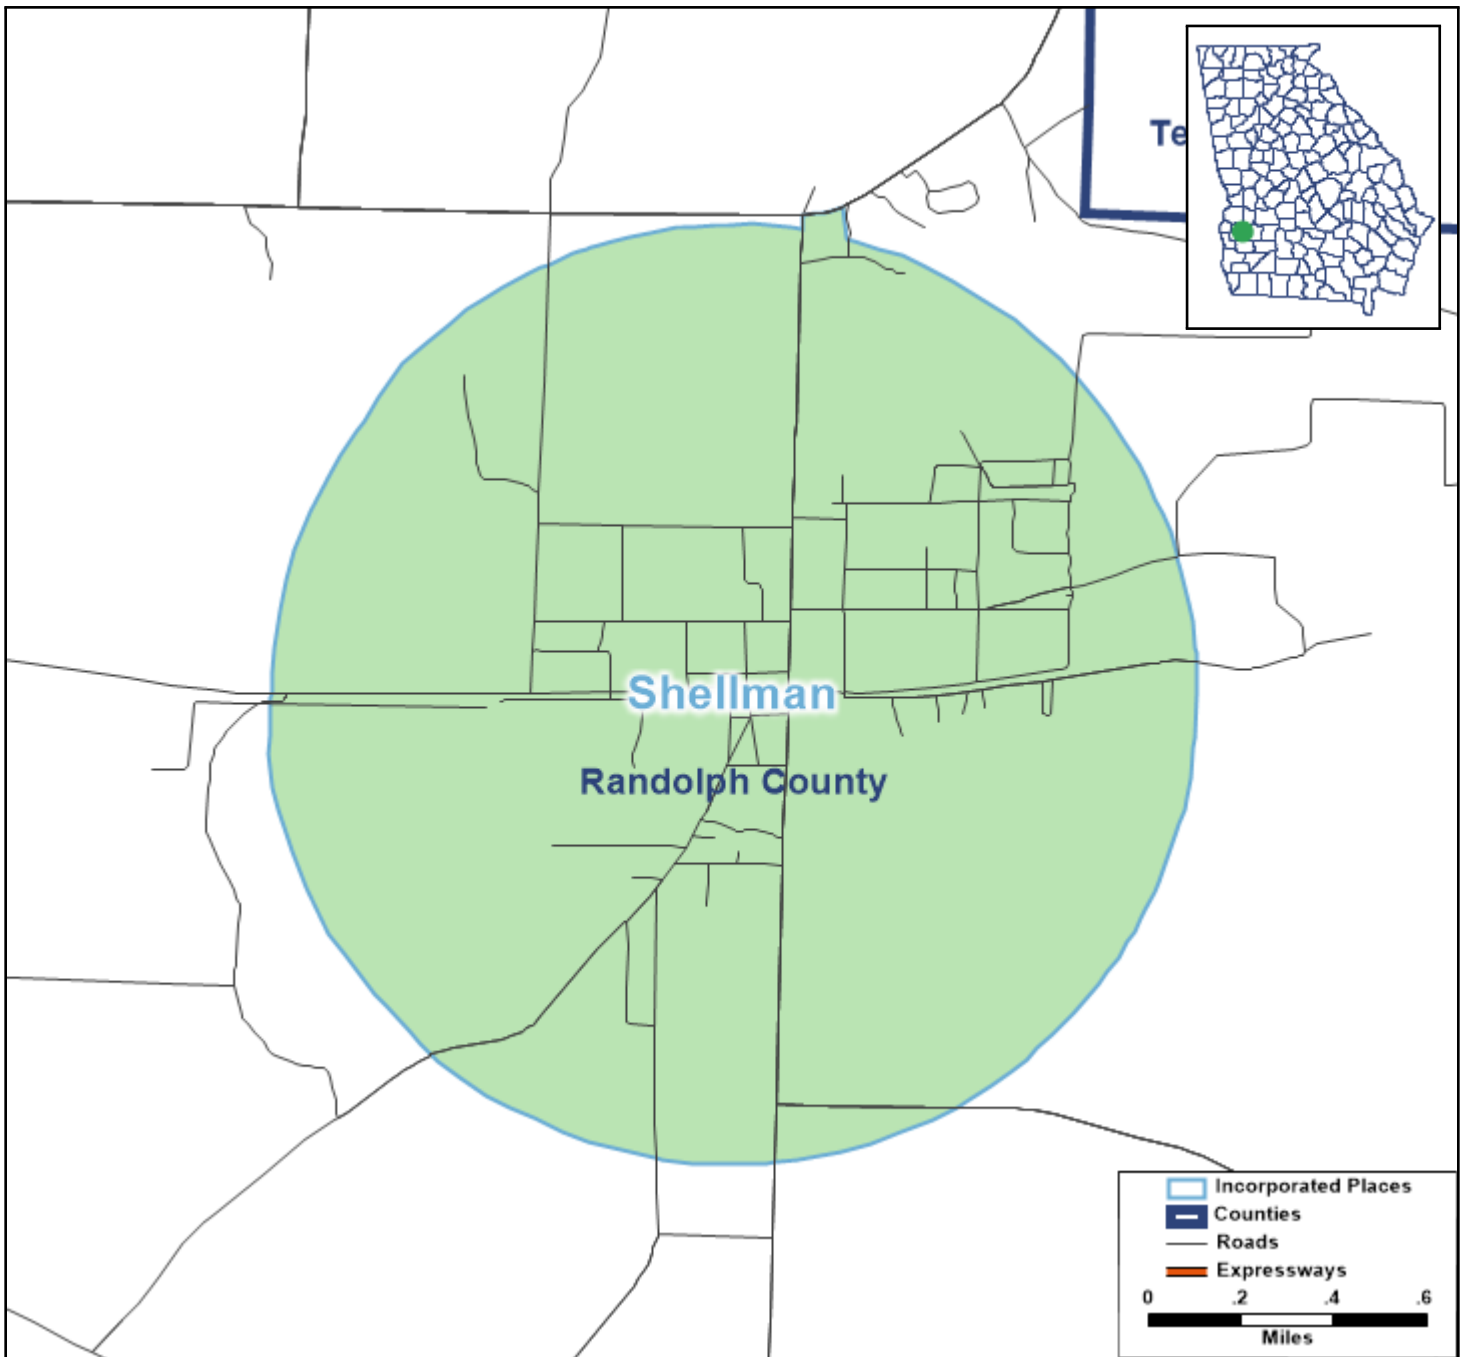 Te
Shellman
Randolph County
Incorporated Places
Counties
Roads
Expressways
0 .2 .4 .6
Miles